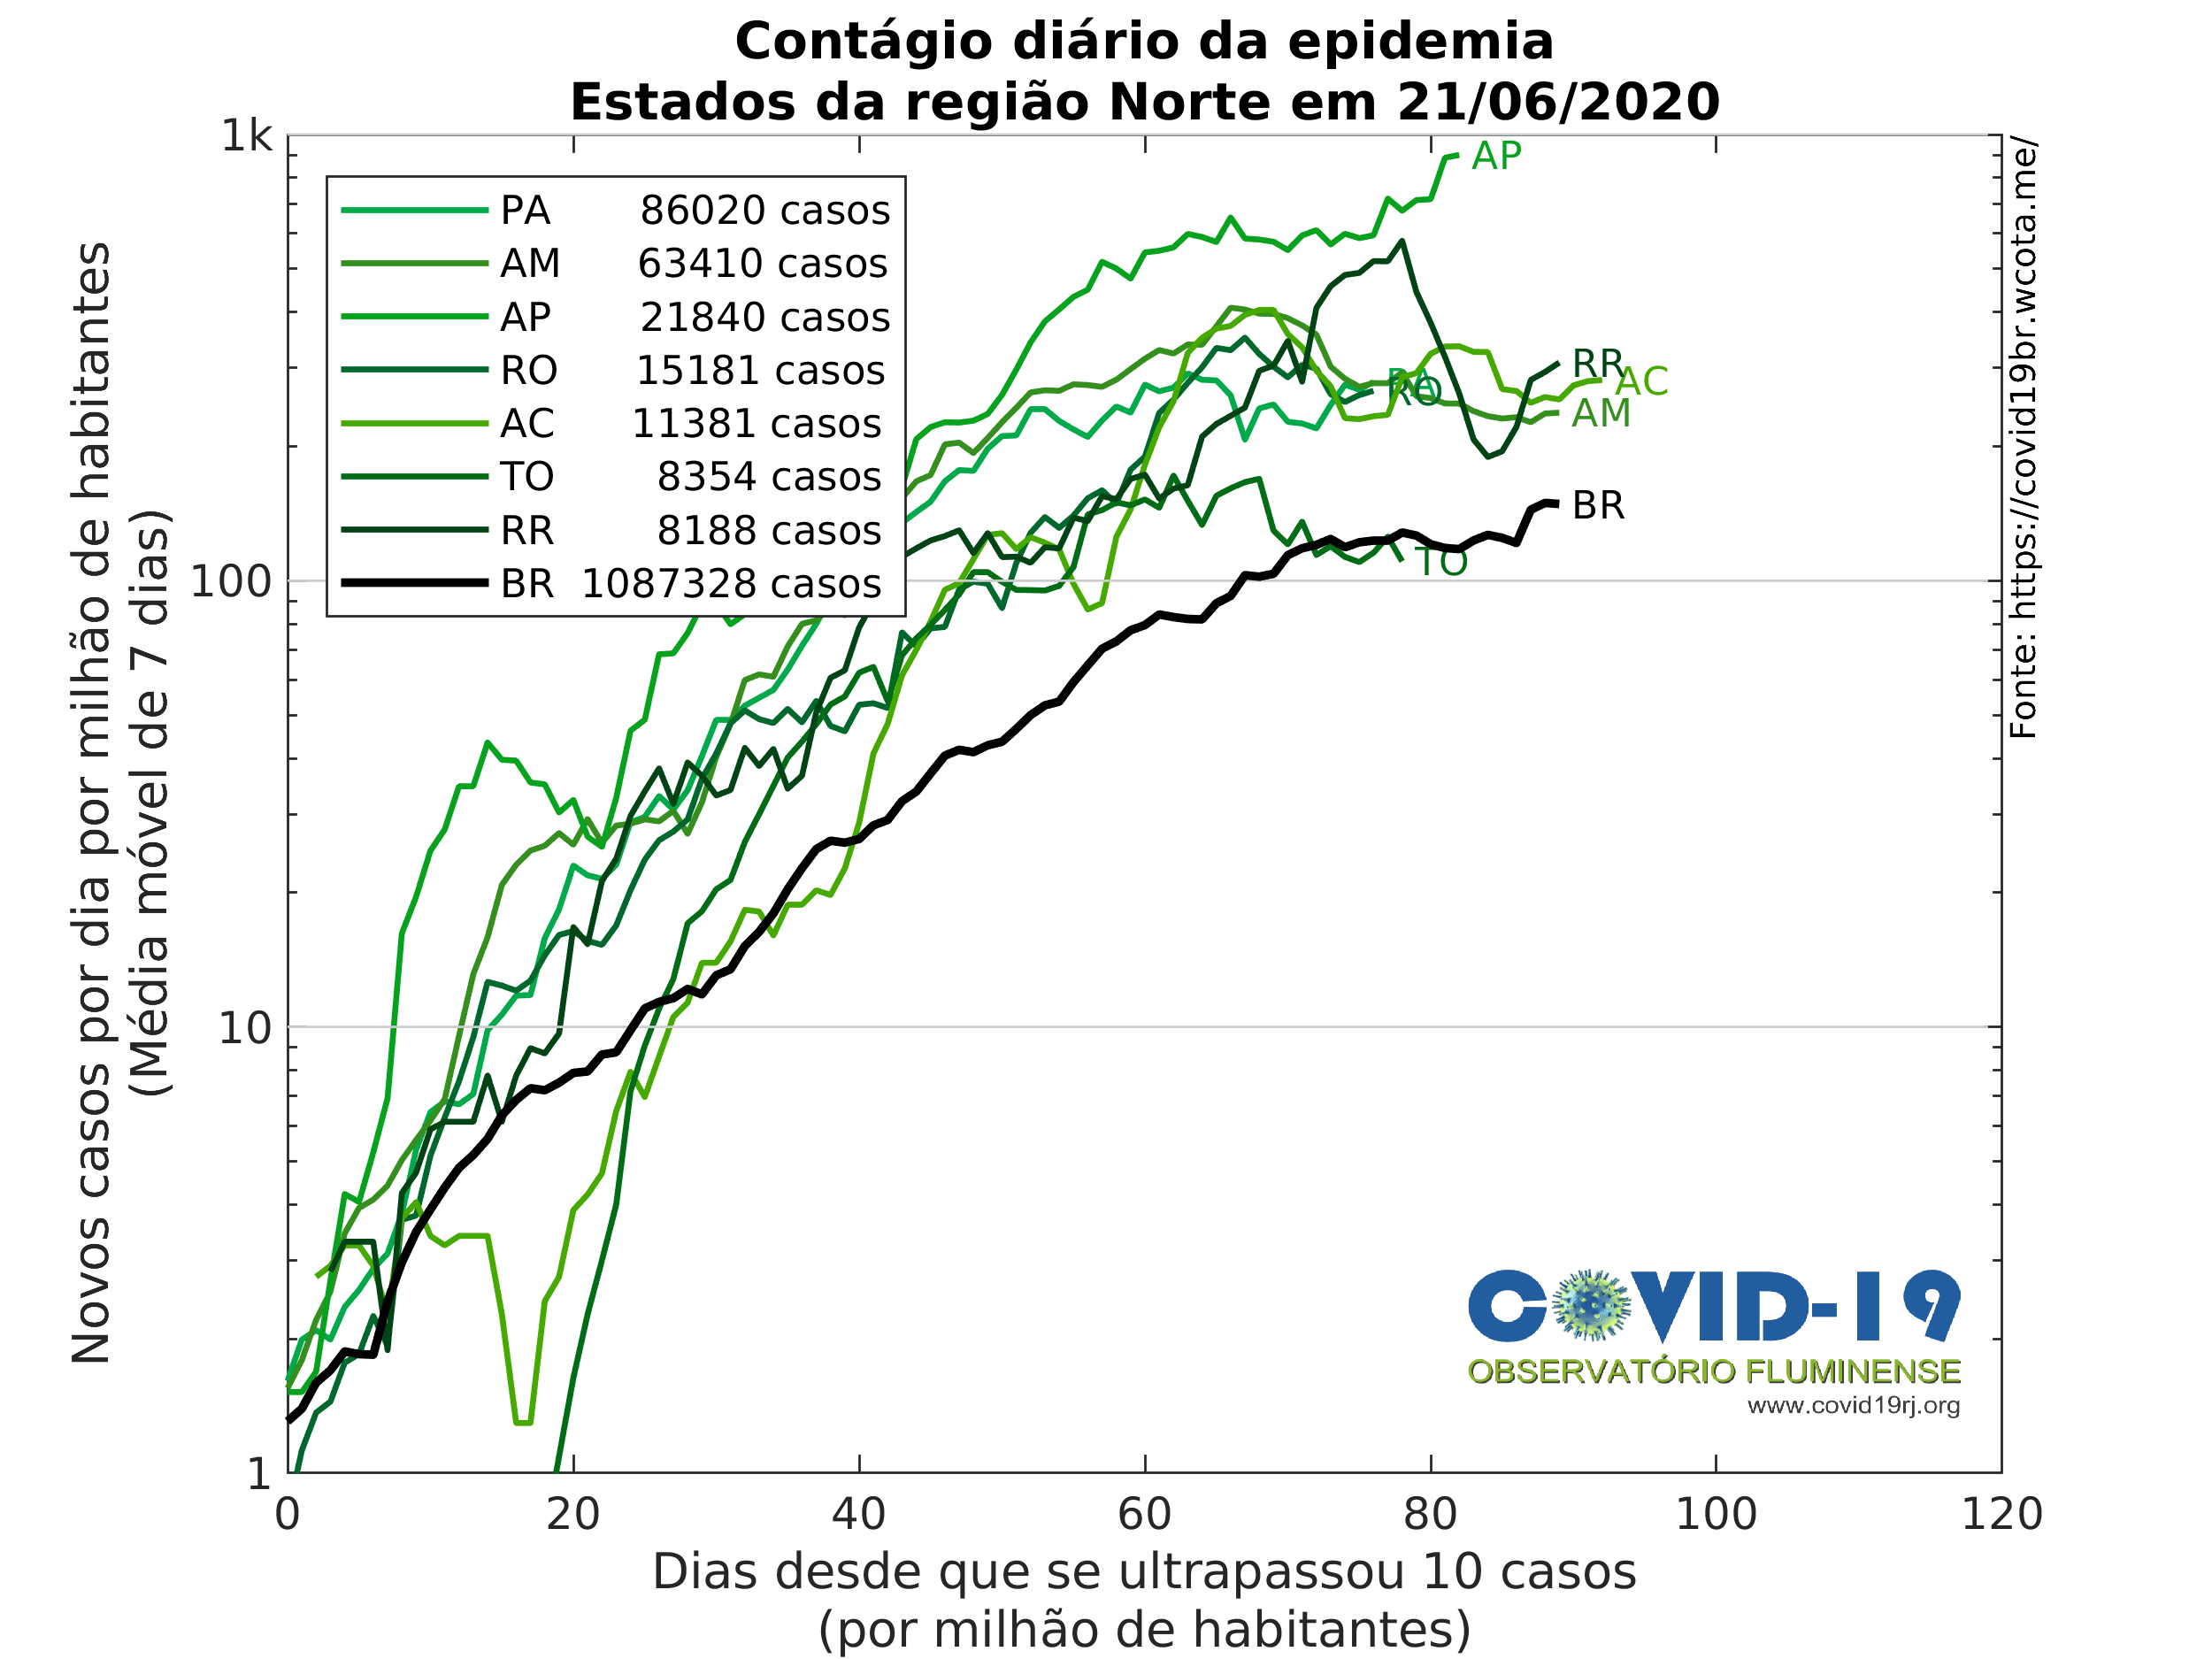 Contágio diário da epidemia
Estados da região Norte em 21/06/2020
Novos casos por dia por milhão de habitantes
(Média móvel de 7 dias)
1k
100
10
1
PA 86020 casos
AM 63410 casos
AP 21840 casos
RO 15181 casos
AC 11381 casos
TO 8354 casos
RR 8188 casos
BR 1087328 casos
AP
RR
AC
PA
RO
AM
BR
TO
Fonte: https://covid19br.wcota.me/
COVID-19
OBSERVATÓRIO FLUMINENSE
www.covid19rj.org
0 20 40 60 80 100 120
Dias desde que se ultrapassou 10 casos
(por milhão de habitantes)